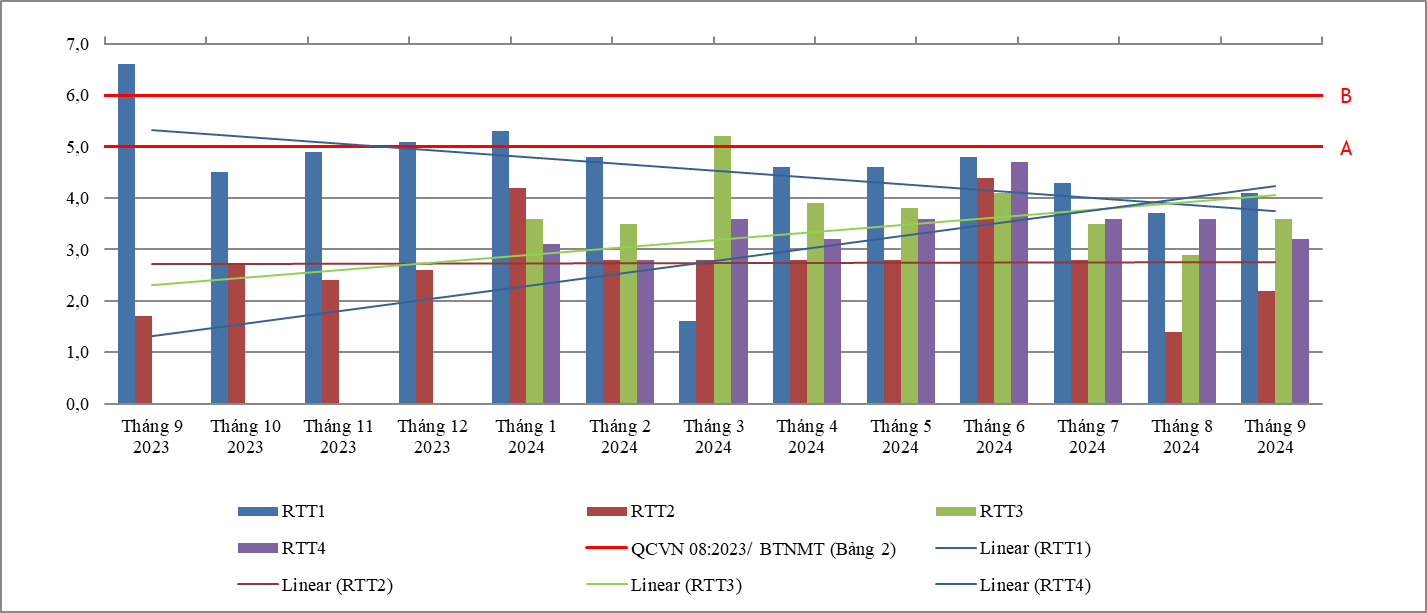 7,0
6,0
B
5,0
A
4,0
3,0
2,0
1,0
0,0
Tháng 9 Tháng 10 Tháng 11 Tháng 12 Tháng 1 Tháng 2 Tháng 3 Tháng 4 Tháng 5 Tháng 6 Tháng 7 Tháng 8 Tháng 9
2023 2023 2023 2023 2024 2024 2024 2024 2024 2024 2024 2024 2024
RTT1 RTT2 RTT3
RTT4 QCVN 08:2023/ BTNMT (Bảng 2) Linear (RTT1)
Linear (RTT2) Linear (RTT3) Linear (RTT4)